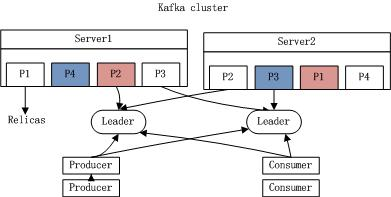 Kafka cluster
Server1
Server2
P1 P4 P2 P3
P2 P3 P1 P4
Relicas
Leader
Leader
Producer
Consumer
Producer
Consumer